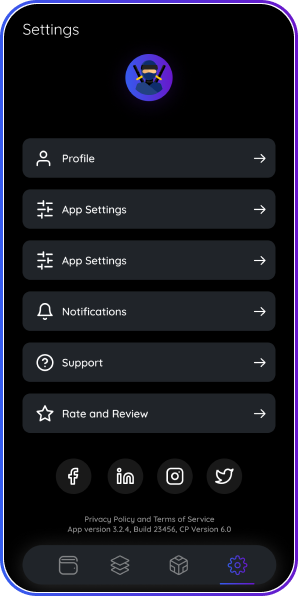 Settings
Profile
App Settings
App Settings
Notifications
Support
Rate and Review
Privacy Policy and Terms of Service
App version 3.2.4, Build 23456, CP Version 6.0